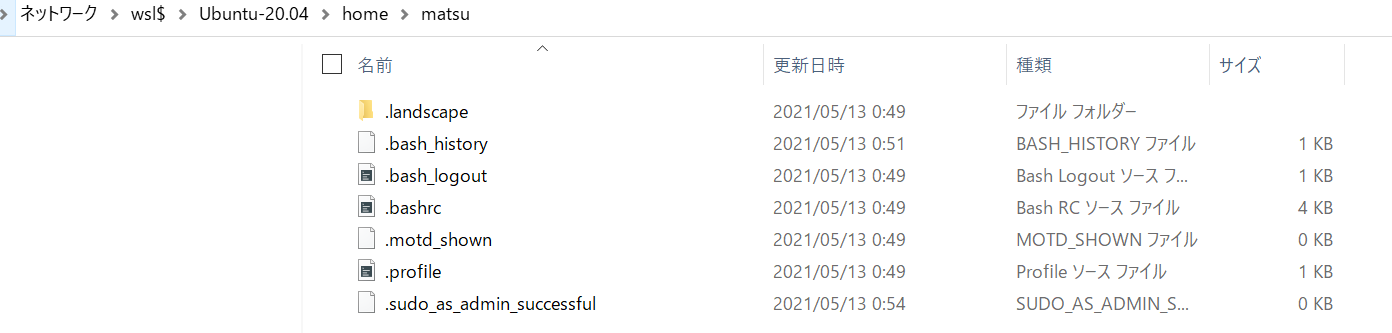 ネットワーク > wsl$ > Ubuntu-20.04 > home > matsu
名前 更新日時 種類 サイズ
.landscape 2021/05/13 0:49 ファイル フォルダー
.bash_history 2021/05/13 0:51 BASH_HISTORY ファイル 1 KB
.bash_logout 2021/05/13 0:49 Bash Logout ソース フ... 1 KB
.bashrc 2021/05/13 0:49 Bash RC ソース ファイル 4 KB
.motd_shown 2021/05/13 0:49 MOTD_SHOWN ファイル 0 KB
.profile 2021/05/13 0:49 Profile ソース ファイル 1 KB
.sudo_as_admin_successful 2021/05/13 0:54 SUDO_AS_ADMIN_S... 0 KB